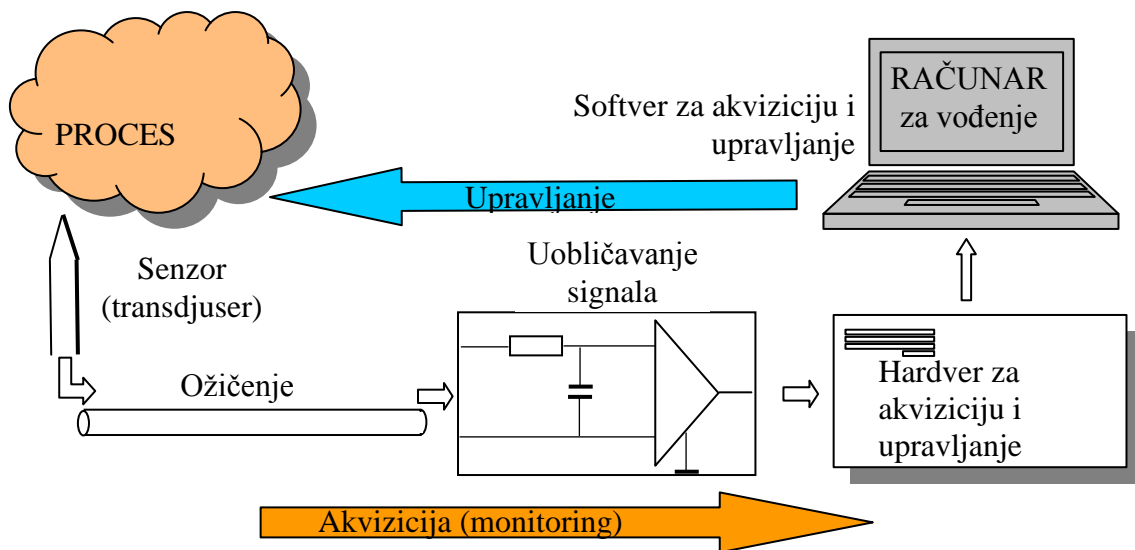 PROCES
Softver za akviziciju i
upravljanje
RAČUNAR
za vođenje
Upravljanje
Senzor
(transdjuser)
Uobličavanje
signala
Ožičenje
Hardver za
akviziciju i
upravljanje
Akvizicija (monitoring)